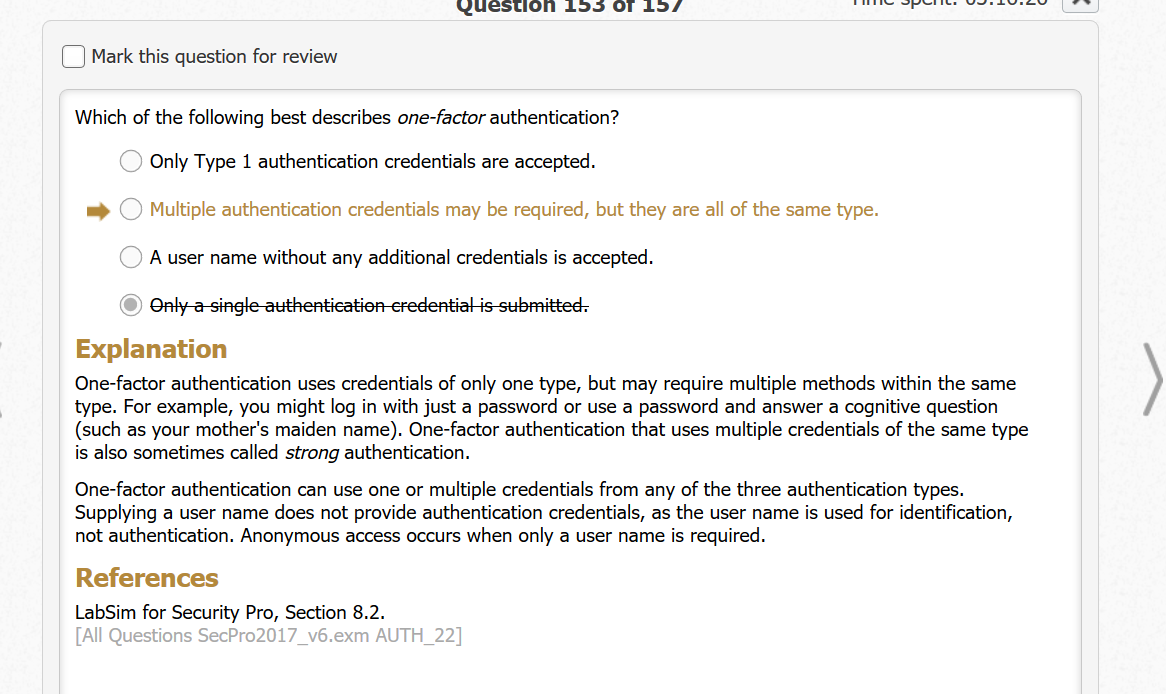 Question 153 of 157
Time spent: 03:10:20
Mark this question for review
Which of the following best describes one-factor authentication?
Only Type 1 authentication credentials are accepted.
Multiple authentication credentials may be required, but they are all of the same type.
A user name without any additional credentials is accepted.
Only a single authentication credential is submitted.
Explanation
One-factor authentication uses credentials of only one type, but may require multiple methods within the same
type. For example, you might log in with just a password or use a password and answer a cognitive question
(such as your mother's maiden name). One-factor authentication that uses multiple credentials of the same type
is also sometimes called strong authentication.
One-factor authentication can use one or multiple credentials from any of the three authentication types.
Supplying a user name does not provide authentication credentials, as the user name is used for identification,
not authentication. Anonymous access occurs when only a user name is required.
References
LabSim for Security Pro, Section 8.2.
[All Questions SecPro2017_v6.exm AUTH_22]